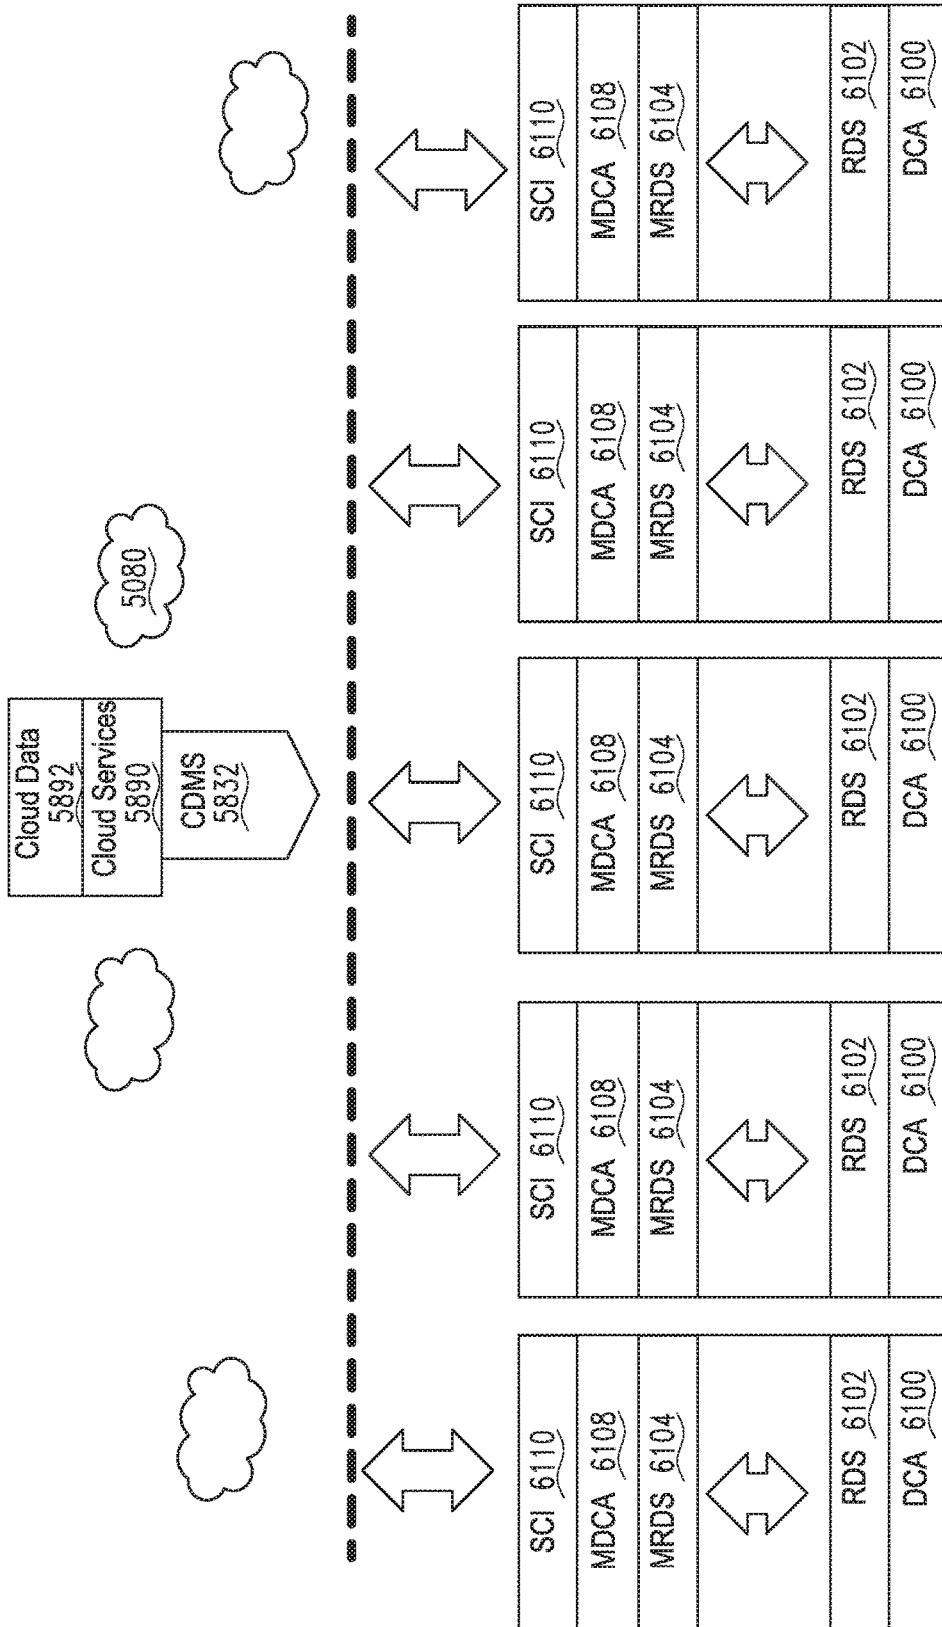 Cloud Data
5892
Cloud Services
5890
CDMS
5832
5080
SCI 6110
MDCA 6108
MRDS 6104
RDS 6102
DCA 6100
SCI 6110
MDCA 6108
MRDS 6104
RDS 6102
DCA 6100
SCI 6110
MDCA 6108
MRDS 6104
RDS 6102
DCA 6100
SCI 6110
MDCA 6108
MRDS 6104
RDS 6102
DCA 6100
SCI 6110
MDCA 6108
MRDS 6104
RDS 6102
DCA 6100